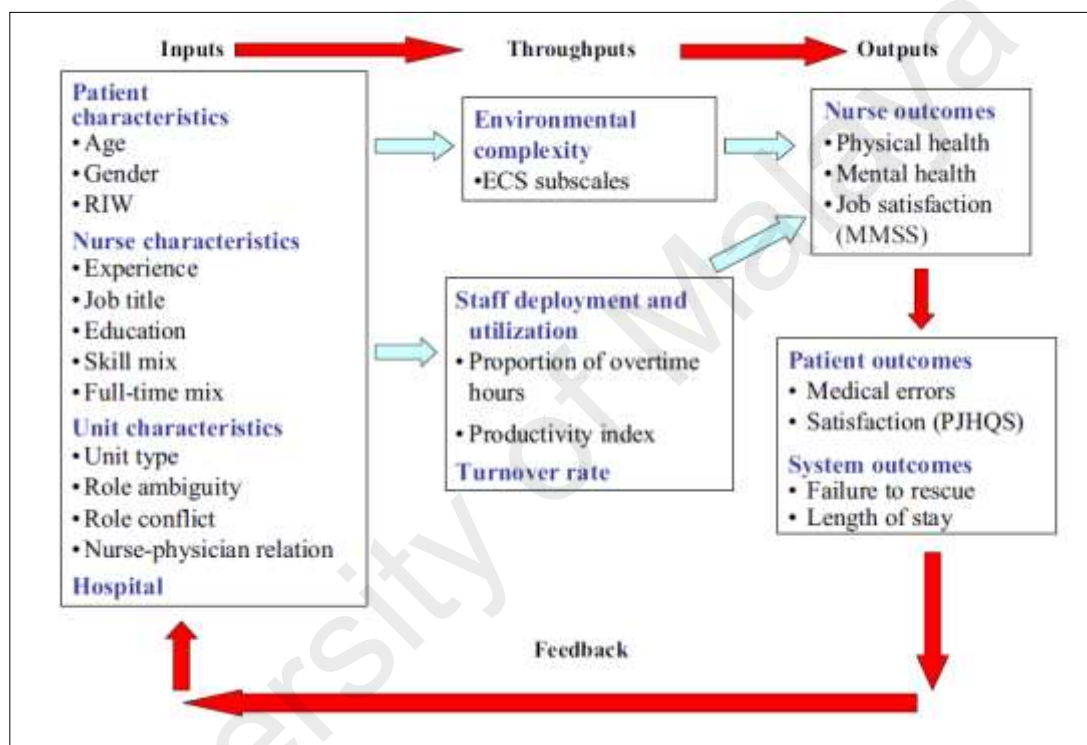 Inputs
Throughputs
Outputs
Patient
characteristics
•Age
•Gender
•RIW
Nurse characteristics
•Experience
•Job title
•Education
•Skill mix
•Full-time mix
Unit characteristics
•Unit type
•Role ambiguity
•Role conflict
•Nurse-physician relation
Hospital
Environmental
complexity
•ECS subscales
Staff deployment and
utilization
• Proportion of overtime
hours
•Productivity index
Turnover rate
Nurse outcomes
•Physical health
•Mental health
•Job satisfaction
(MMSS)
Patient outcomes
• Medical errors
• Satisfaction (PJHQS)
System outcomes
• Failure to rescue
• Length of stay
Feedback
ersity of Malaya